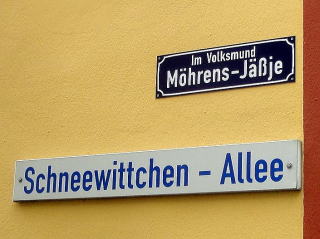 Im Volksmund
Möhrens-Jäßje
Schneewittchen - Allee